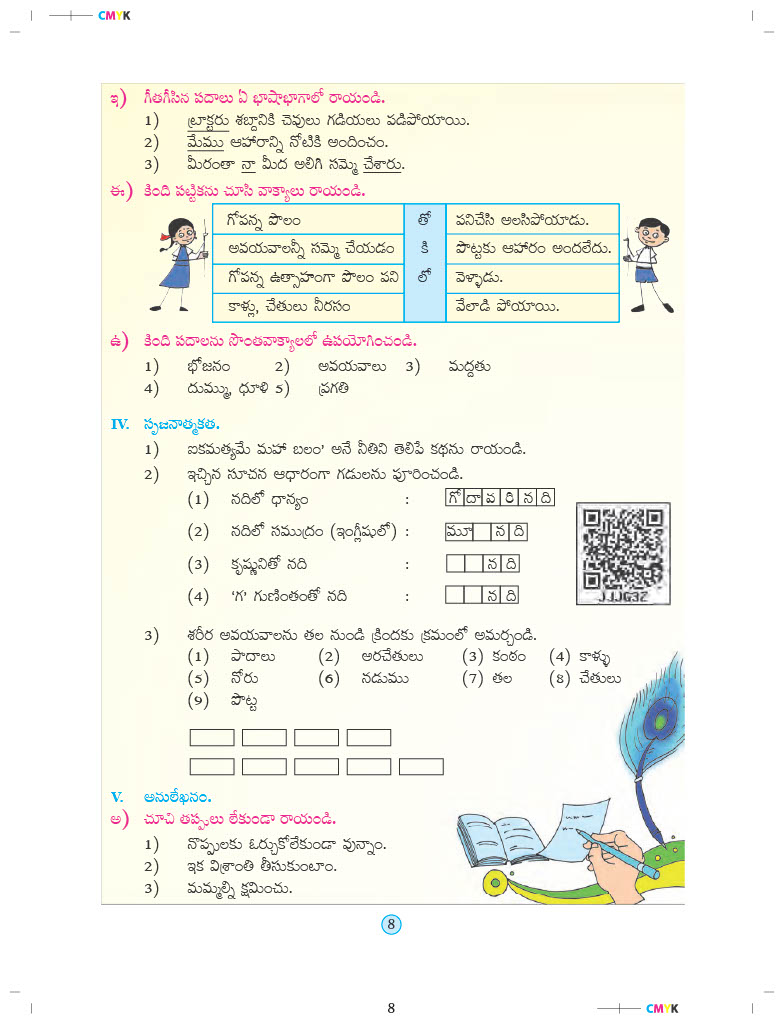 CMYK
ఇ) గీతగీసిన పదాలు ఏ భాషాభాగాలో రాయండి.
1) ట్రాక్టరు శబ్దానికి చెవులు గడియలు పడిపోయాయి.
2) మేము ఆహారాన్ని నోటికి అందించం.
3) మీరంతా నా మీద అలిగి సమ్మె చేశారు.
ఈ) కింది పట్టికను చూసి వాక్యాలు రాయండి.
గోపన్న పొలం తో పనిచేసి అలసిపోయాడు.
అవయవాలన్నీ సమ్మె చేయడం కి పొట్టకు ఆహారం అందలేదు.
గోపన్న ఉత్సాహంగా పొలం పని లో వెళ్ళాడు.
కాళ్లు, చేతులు నీరసం వేలాడి పోయాయి.
ఉ) కింది పదాలను సొంతవాక్యాలలో ఉపయోగించండి.
1) భోజనం 2) అవయవాలు 3) మద్దతు
4) దుమ్ము, ధూళి 5) ప్రగతి
IV. సృజనాత్మకత.
1) ఐకమత్యమే మహా బలం' అనే నీతిని తెలిపే కథను రాయండి.
2) ఇచ్చిన సూచన ఆధారంగా గడులను పూరించండి.
(1) నదిలో ధాన్యం : గో దా వ రి న ది
(2) నదిలో సముద్రం (ఇంగ్లీషులో) : మూ న ది
(3) కృష్ణునితో నది : న ది
(4) 'గ' గుణింతంతో నది : న ది
JJJG3Z
3) శరీర అవయవాలను తల నుండి క్రిందకు క్రమంలో అమర్చండి.
(1) పాదాలు (2) అరచేతులు (3) కంఠం (4) కాళ్ళు
(5) నోరు (6) నడుము (7) తల (8) చేతులు
(9) పొట్ట
V. అనులేఖనం.
అ) చూచి తప్పులు లేకుండా రాయండి.
1) నొప్పులకు ఓర్చుకోలేకుండా వున్నాం.
2) ఇక విశ్రాంతి తీసుకుంటాం.
3) మమ్మల్ని క్షమించు.
8
8
CMYK